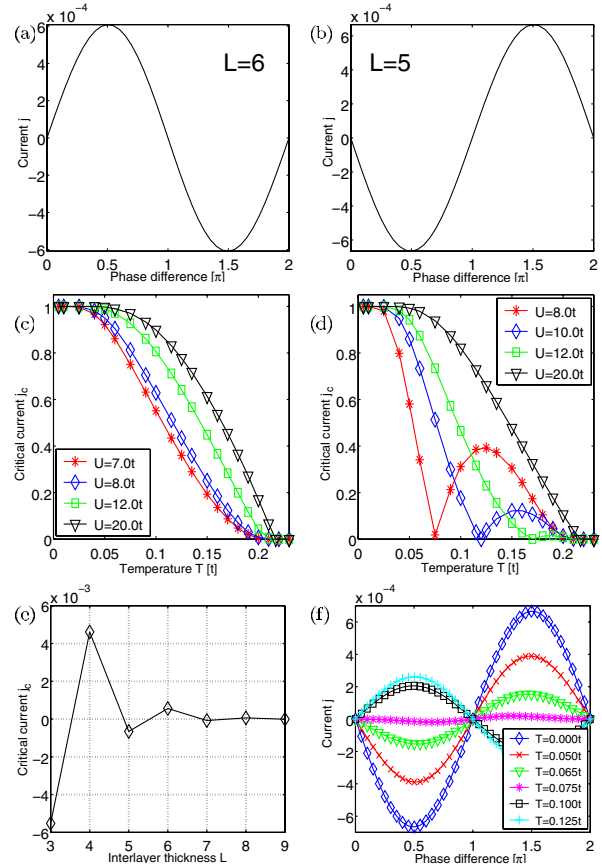 (a)
x 10⁻⁴
6
4
2
0
−2
−4
−6
0 0.5 1 1.5 2
L=6
Current j
Phase difference [π]
(b)
x 10⁻⁴
6
4
2
0
−2
−4
−6
0 0.5 1 1.5 2
L=5
Current j
Phase difference [π]
(c)
1
0.8
0.6
0.4
0.2
0
0 0.05 0.1 0.15 0.2
Critical current j_c
Temperature T [t]
U=7.0t
U=8.0t
U=12.0t
U=20.0t
(d)
1
0.8
0.6
0.4
0.2
0
0 0.05 0.1 0.15 0.2
Critical current j_c
Temperature T [t]
U=8.0t
U=10.0t
U=12.0t
U=20.0t
(e)
x 10⁻³
6
4
2
0
−2
−4
−6
3 4 5 6 7 8 9
Critical current j_c
Interlayer thickness L
(f)
x 10⁻⁴
8
6
4
2
0
−2
−4
−6
−8
0 0.5 1 1.5 2
Current j
Phase difference [π]
T=0.000t
T=0.050t
T=0.065t
T=0.075t
T=0.100t
T=0.125t